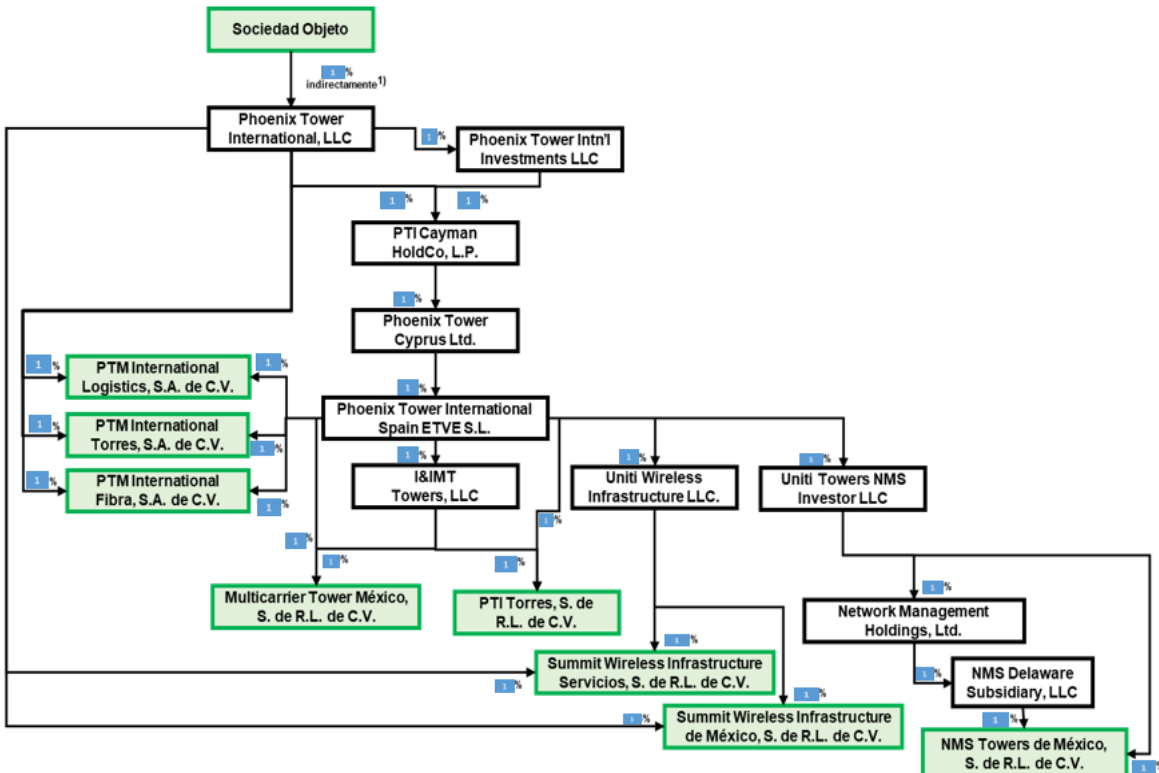 Sociedad Objeto
1 %
indirectamente1)
Phoenix Tower
International, LLC
1 %
Phoenix Tower Intn'l
Investments LLC
1 %
1 %
PTI Cayman
HoldCo, L.P.
1 %
Phoenix Tower
Cyprus Ltd.
1 %
PTM International
Logistics, S.A. de C.V.
1 %
1 %
Phoenix Tower International
Spain ETVE S.L.
1 %
PTM International
Torres, S.A. de C.V.
1 %
1 %
PTM International
Fibra, S.A. de C.V.
1 %
1 %
I&IMT
Towers, LLC
1 %
Uniti Wireless
Infrastructure LLC.
1 %
Uniti Towers NMS
Investor LLC
1 %
1 %
1 %
Multicarrier Tower México,
S. de R.L. de C.V.
1 %
PTI Torres, S. de
R.L. de C.V.
1 %
Network Management
Holdings, Ltd.
1 %
1 %
Summit Wireless Infrastructure
Servicios, S. de R.L. de C.V.
1 %
NMS Delaware
Subsidiary, LLC
1 %
1 %
Summit Wireless Infrastructure
de México, S. de R.L. de C.V.
1 %
NMS Towers de México,
S. de R.L. de C.V.
1 %